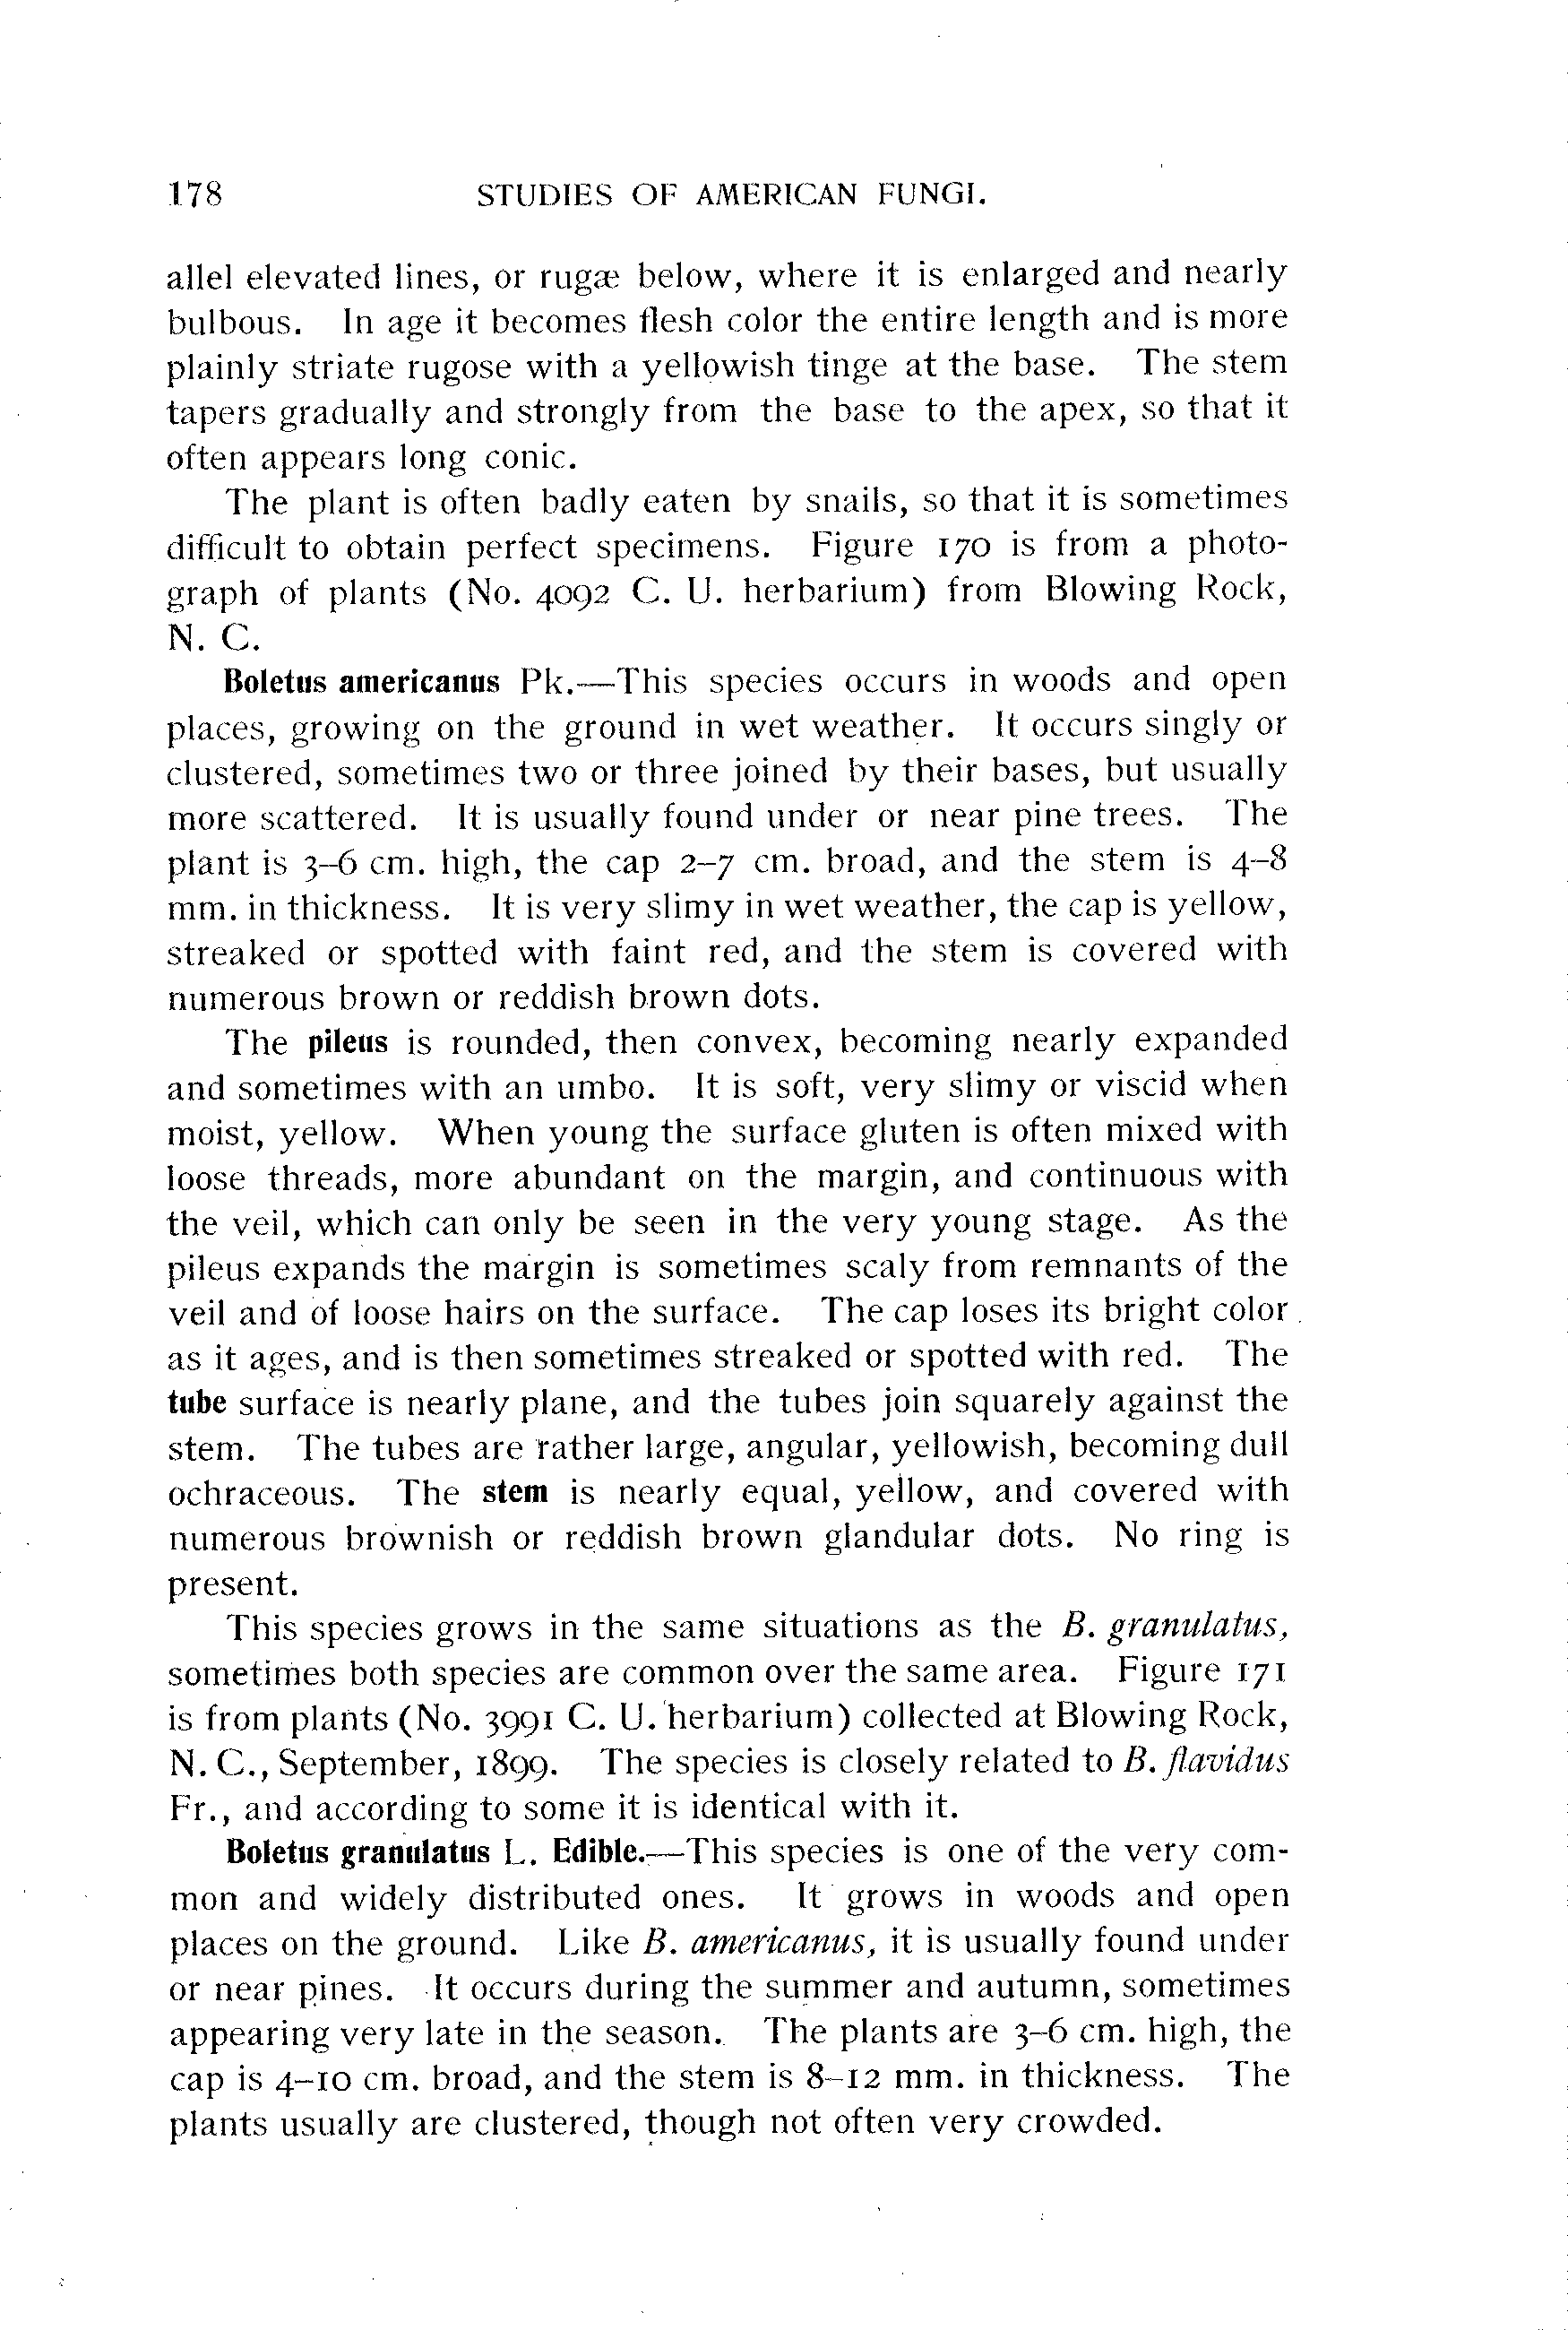 178 STUDIES OF AMERICAN FUNGI.
allel elevated lines, or rugæ below, where it is enlarged and nearly
bulbous. In age it becomes flesh color the entire length and is more
plainly striate rugose with a yellowish tinge at the base. The stem
tapers gradually and strongly from the base to the apex, so that it
often appears long conic.
The plant is often badly eaten by snails, so that it is sometimes
difficult to obtain perfect specimens. Figure 170 is from a photo-
graph of plants (No. 4092 C. U. herbarium) from Blowing Rock,
N. C.
Boletus americanus Pk.—This species occurs in woods and open
places, growing on the ground in wet weather. It occurs singly or
clustered, sometimes two or three joined by their bases, but usually
more scattered. It is usually found under or near pine trees. The
plant is 3–6 cm. high, the cap 2–7 cm. broad, and the stem is 4–8
mm. in thickness. It is very slimy in wet weather, the cap is yellow,
streaked or spotted with faint red, and the stem is covered with
numerous brown or reddish brown dots.
The pileus is rounded, then convex, becoming nearly expanded
and sometimes with an umbo. It is soft, very slimy or viscid when
moist, yellow. When young the surface gluten is often mixed with
loose threads, more abundant on the margin, and continuous with
the veil, which can only be seen in the very young stage. As the
pileus expands the margin is sometimes scaly from remnants of the
veil and of loose hairs on the surface. The cap loses its bright color
as it ages, and is then sometimes streaked or spotted with red. The
tube surface is nearly plane, and the tubes join squarely against the
stem. The tubes are rather large, angular, yellowish, becoming dull
ochraceous. The stem is nearly equal, yellow, and covered with
numerous brownish or reddish brown glandular dots. No ring is
present.
This species grows in the same situations as the B. granulatus,
sometimes both species are common over the same area. Figure 171
is from plants (No. 3991 C. U. herbarium) collected at Blowing Rock,
N. C., September, 1899. The species is closely related to B. flavidus
Fr., and according to some it is identical with it.
Boletus granulatus L. Edible.—This species is one of the very com-
mon and widely distributed ones. It grows in woods and open
places on the ground. Like B. americanus, it is usually found under
or near pines. It occurs during the summer and autumn, sometimes
appearing very late in the season. The plants are 3–6 cm. high, the
cap is 4–10 cm. broad, and the stem is 8–12 mm. in thickness. The
plants usually are clustered, though not often very crowded.